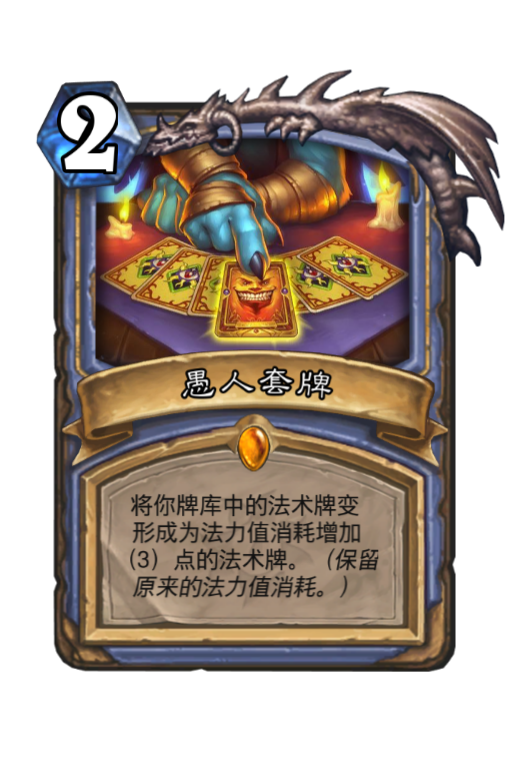 2
愚人套牌
将你牌库中的法术牌变
形成为法力值消耗增加
（3）点的法术牌。（保留
原来的法力值消耗。）